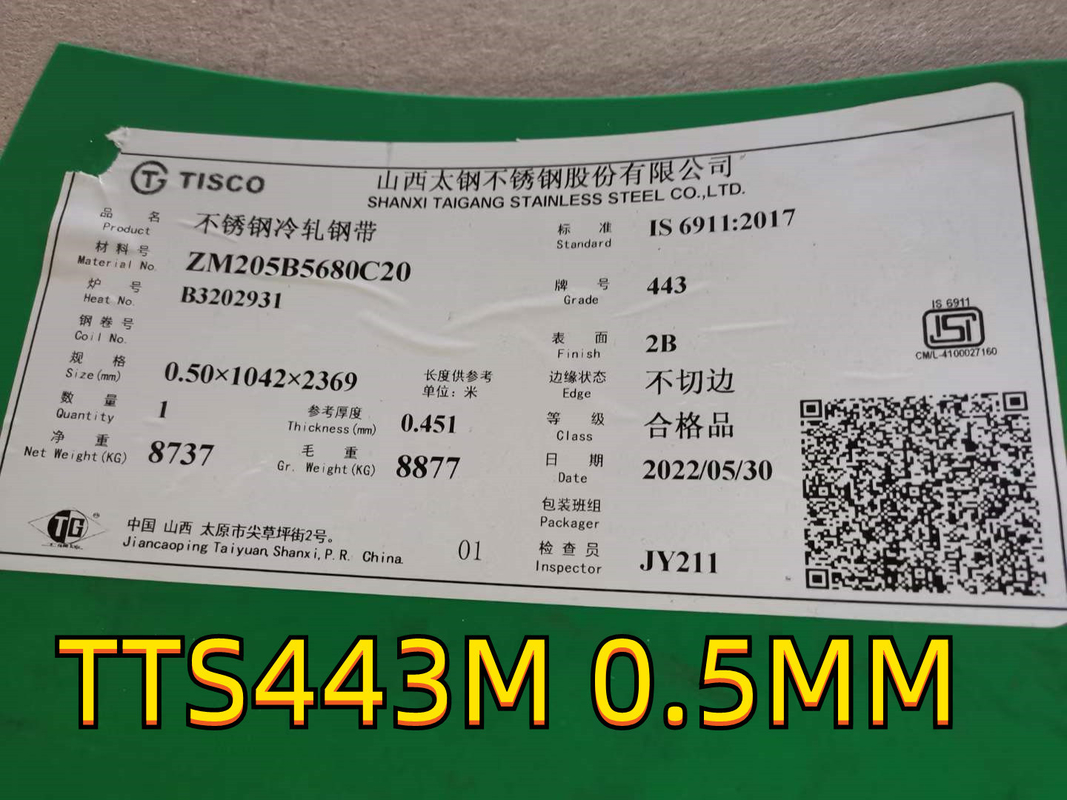 TISCO
山西太钢不锈钢股份有限公司
SHANXI TAIGANG STAINLESS STEEL CO.,LTD.
品 名 不锈钢冷轧钢带
Product
标 准 IS 6911:2017
Standard
材料号 ZM205B5680C20
Material No.
炉 号 B3202931
Heat No.
牌 号 443
Grade
钢卷号
Coil No.
表 面 2B
Finish
IS 6911
ISI
CM/L-4100027160
规 格 0.50×1042×2369
Size(mm)
长度供参考
单位：米
边缘状态 不切边
Edge
数 量 1
Quantity
参考厚度 0.451
Thickness(mm)
等 级 合格品
Class
净 重 8737
Net Weight(KG)
毛 重 8877
Gr. Weight(KG)
日 期 2022/05/30
Date
包装班组
Packager
TG ®
中国 山西 太原市尖草坪街2号。
Jiancaoping Taiyuan, Shanxi, P.R. China.
01
检查员 JY211
Inspector
TTS443M 0.5MM